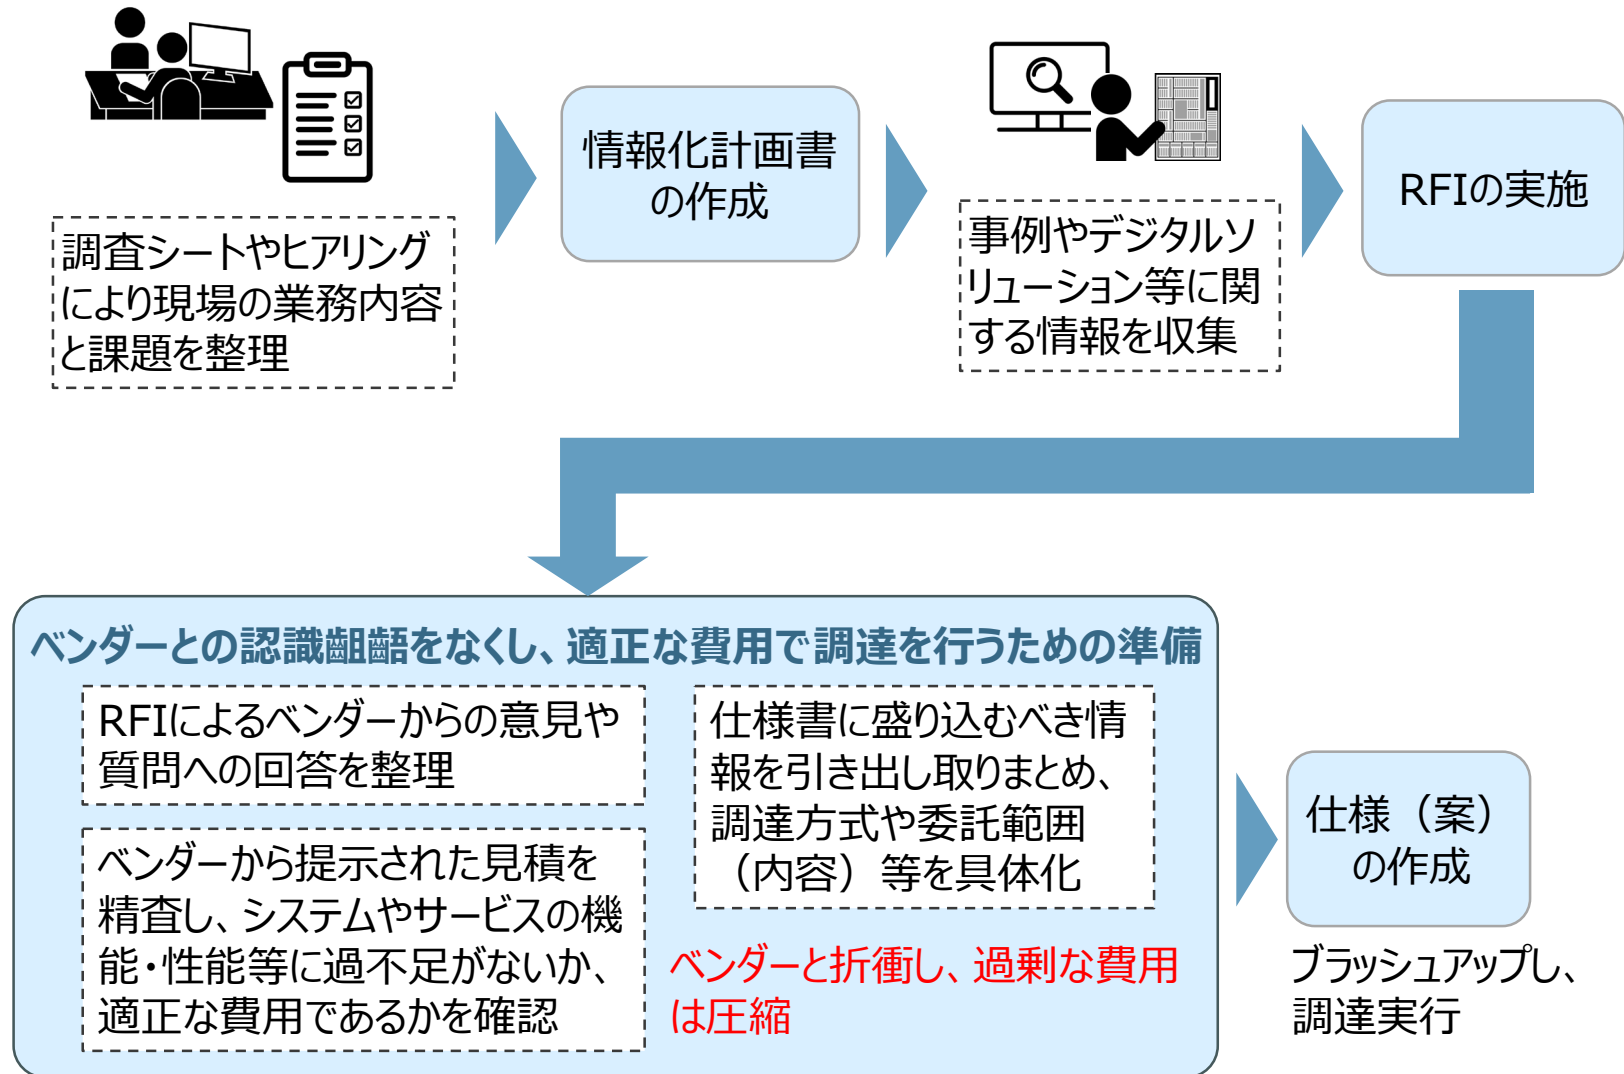 調査シートやヒアリング
により現場の業務内容
と課題を整理
情報化計画書
の作成
事例やデジタルソ
リューション等に関
する情報を収集
RFIの実施
ベンダーとの認識齟齬をなくし、適正な費用で調達を行うための準備
RFIによるベンダーからの意見や
質問への回答を整理
ベンダーから提示された見積を
精査し、システムやサービスの機
能・性能等に過不足がないか、
適正な費用であるかを確認
仕様書に盛り込むべき情
報を引き出し取りまとめ、
調達方式や委託範囲
（内容）等を具体化
ベンダーと折衝し、過剰な費用
は圧縮
仕様（案）
の作成
ブラッシュアップし、
調達実行